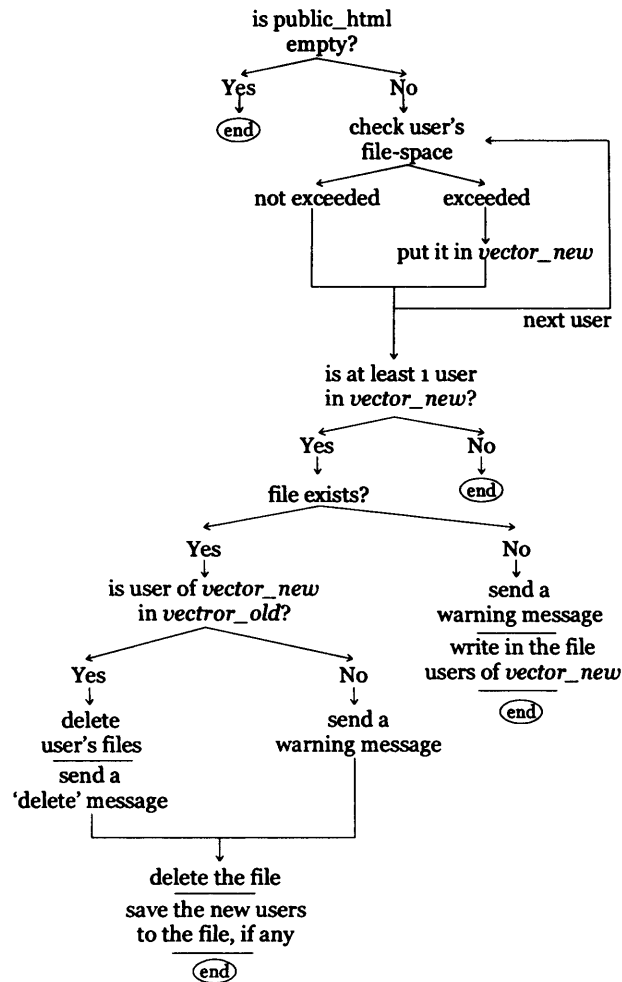 is public_html
empty?
Yes
No
end
check user's
file-space
not exceeded
exceeded
put it in vector_new
next user
is at least 1 user
in vector_new?
Yes
No
file exists?
end
Yes
No
is user of vector_new
in vectror_old?
send a
warning message
write in the file
users of vector_new
end
Yes
No
delete
user's files
send a
'delete' message
send a
warning message
delete the file
save the new users
to the file, if any
end